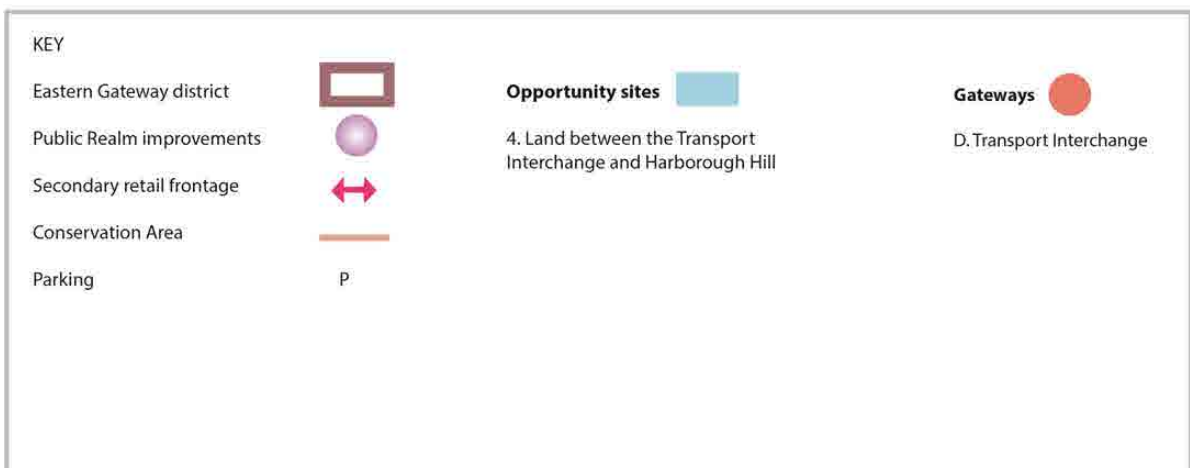 KEY
Eastern Gateway district
Public Realm improvements
Secondary retail frontage
Conservation Area
Parking P
Opportunity sites
4. Land between the Transport
Interchange and Harborough Hill
Gateways
D. Transport Interchange